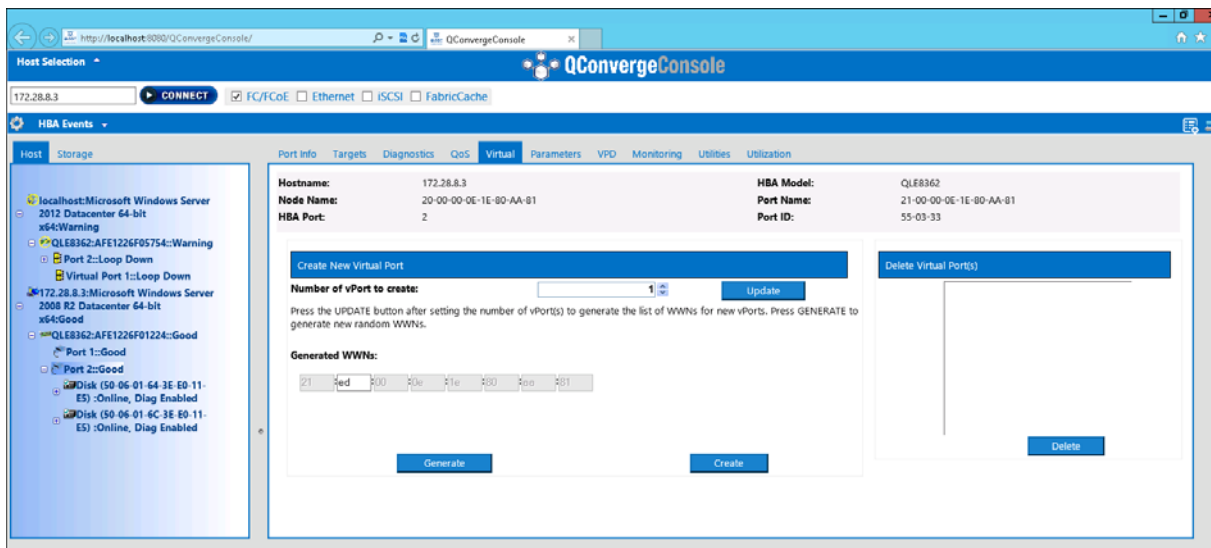 http://localhost:8080/QConvergeConsole/
QConvergeConsole
Host Selection
QConvergeConsole
172.28.8.3
CONNECT
FC/FCoE Ethernet iSCSI FabricCache
HBA Events
Host Storage
Port Info Targets Diagnostics QoS Virtual Parameters VPD Monitoring Utilities Utilization
localhost:Microsoft Windows Server
2012 Datacenter 64-bit
x64:Warning
QLE8362:AFE1226F05754::Warning
Port 2::Loop Down
Virtual Port 1::Loop Down
172.28.8.3:Microsoft Windows Server
2008 R2 Datacenter 64-bit
x64:Good
QLE8362:AFE1226F01224::Good
Port 1::Good
Port 2::Good
Disk (50-06-01-64-3E-E0-11-
E5) :Online, Diag Enabled
Disk (50-06-01-6C-3E-E0-11-
E5) :Online, Diag Enabled
Hostname: 172.28.8.3 HBA Model: QLE8362
Node Name: 20-00-00-0E-1E-80-AA-81 Port Name: 21-00-00-0E-1E-80-AA-81
HBA Port: 2 Port ID: 55-03-33
Create New Virtual Port
Number of vPort to create: 1 Update
Press the UPDATE button after setting the number of vPort(s) to generate the list of WWNs for new vPorts. Press GENERATE to
generate new random WWNs.
Generated WWNs:
21 ed 00 0e 1e 80 aa 81
Generate Create
Delete Virtual Port(s)
Delete